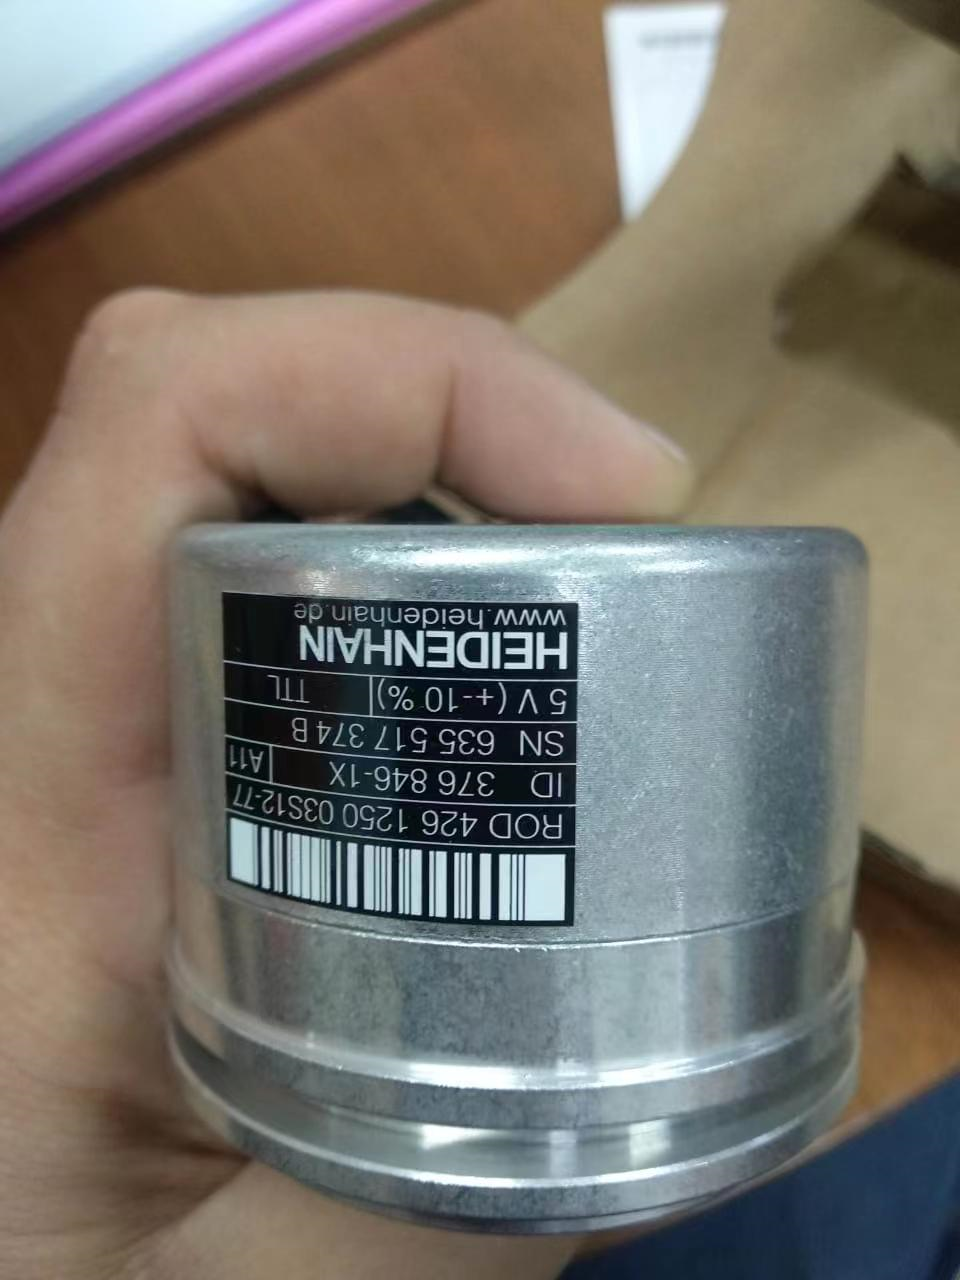 ROD 426 1250 03S12-77
ID 376 846-1X A11
SN 635 517 374 B
5 V (+-10 %) TTL
HEIDENHAIN
www.heidenhain.de